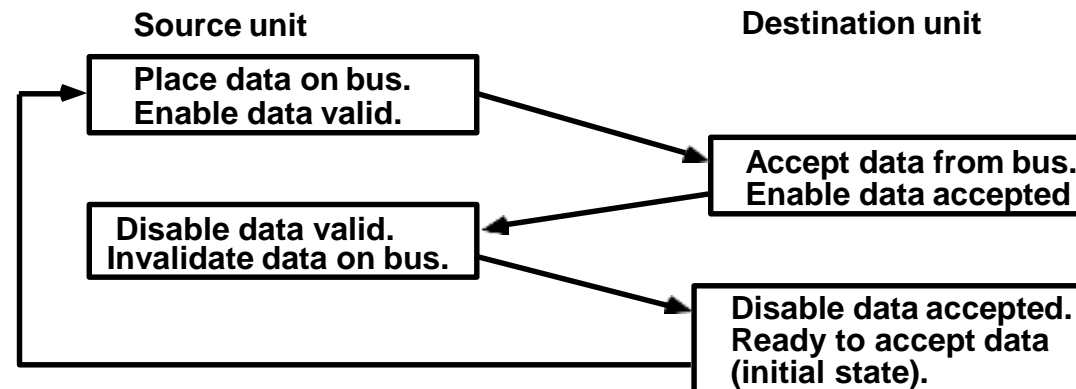 Source unit
Destination unit
Place data on bus.
Enable data valid.
Accept data from bus.
Enable data accepted
Disable data valid.
Invalidate data on bus.
Disable data accepted.
Ready to accept data
(initial state).